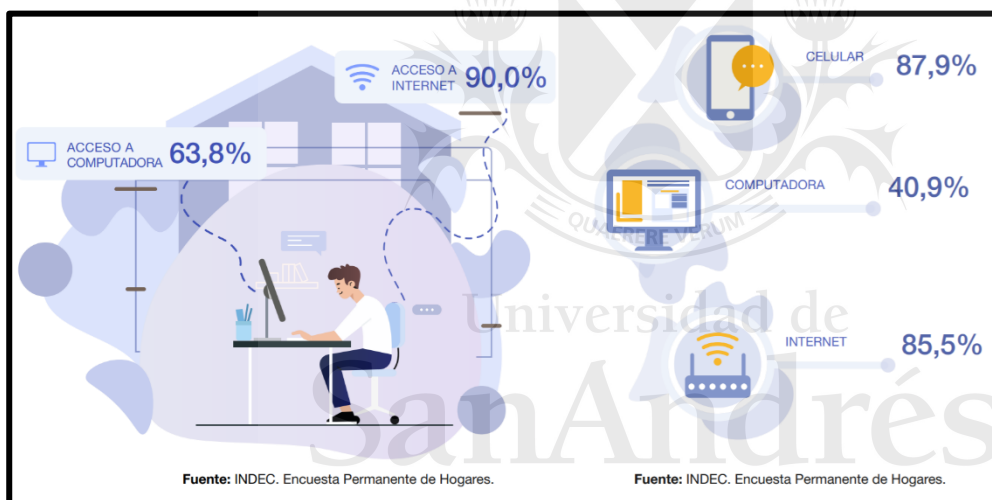 ACCESO A
INTERNET 90,0%
ACCESO A
COMPUTADORA 63,8%
Fuente: INDEC. Encuesta Permanente de Hogares.
CELULAR 87,9%
COMPUTADORA 40,9%
QUAERERE VERUM
Universidad de
SanAndrés
INTERNET 85,5%
Fuente: INDEC. Encuesta Permanente de Hogares.